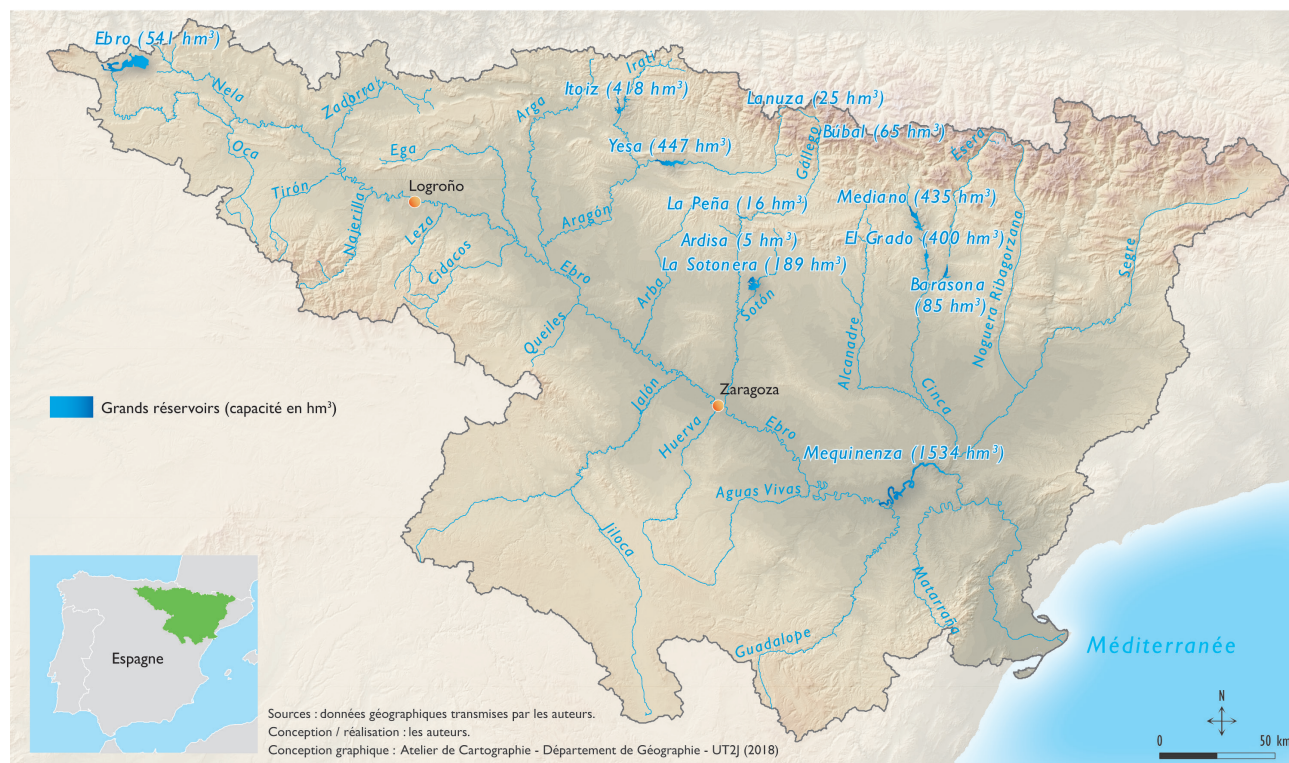 Ebro (541 hm³)
Nela
Zadorra
Oca
Tirón
Najerilla
Ega
Logroño
Leza
Cidacos
Arga
Irati
Itoiz (418 hm³)
Yesa (447 hm³)
Aragón
Lanuza (25 hm³)
Búbal (65 hm³)
Gállego
Ésera
La Peña (16 hm³)
Ardisa (5 hm³)
La Sotonera (189 hm³)
Mediano (435 hm³)
El Grado (400 hm³)
Barasona
(85 hm³)
Noguera Ribagorzana
Segre
Ebro
Arba
Sotón
Queiles
Alcanadre
Cinca
Jalón
Zaragoza
Huerva
Ebro
Grands réservoirs (capacité en hm³)
Mequinenza (1534 hm³)
Aguas Vivas
Jiloca
Matarraña
Guadalope
Méditerranée
Espagne
Sources : données géographiques transmises par les auteurs.
Conception / réalisation : les auteurs.
Conception graphique : Atelier de Cartographie - Département de Géographie - UT2J (2018)
N
0 50 km